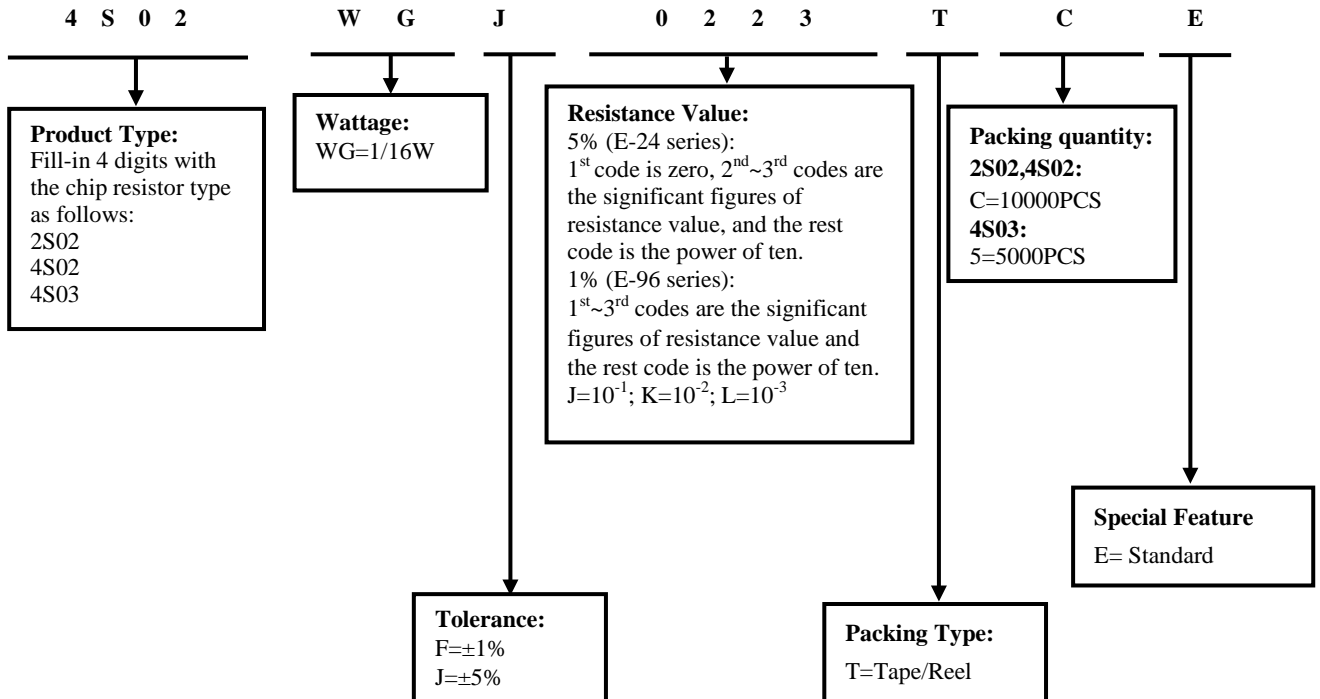 4 S 0 2 W G J 0 2 2 3 T C E
Product Type:
Fill-in 4 digits with
the chip resistor type
as follows:
2S02
4S02
4S03
Wattage:
WG=1/16W
Resistance Value:
5% (E-24 series):
1st code is zero, 2nd~3rd codes are
the significant figures of
resistance value, and the rest
code is the power of ten.
1% (E-96 series):
1st~3rd codes are the significant
figures of resistance value and
the rest code is the power of ten.
J=10-1; K=10-2; L=10-3
Packing quantity:
2S02,4S02:
C=10000PCS
4S03:
5=5000PCS
Special Feature
E= Standard
Tolerance:
F=±1%
J=±5%
Packing Type:
T=Tape/Reel